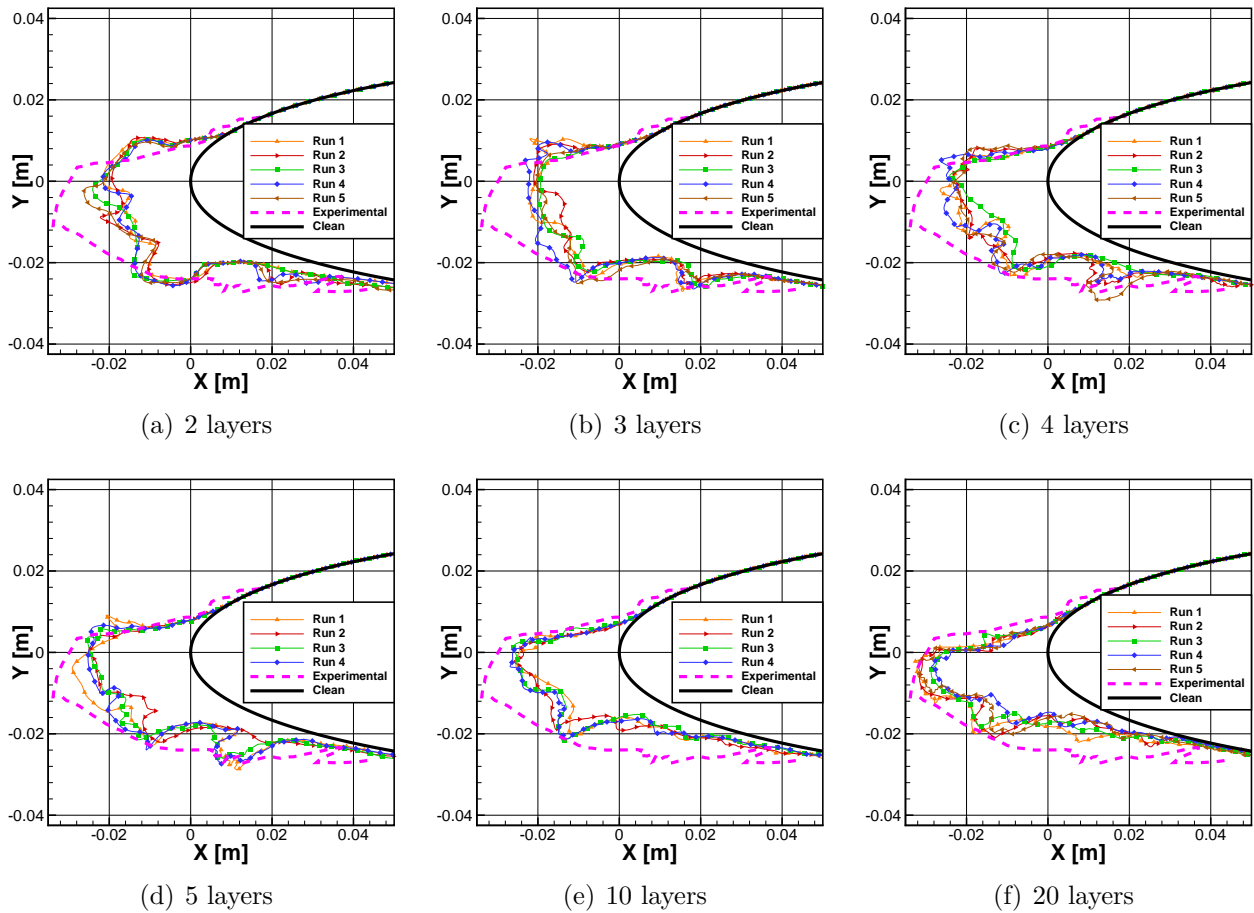 0.04
0.02
0
-0.02
-0.04
Y [m]
-0.02 0 0.02 0.04
X [m]
Run 1
Run 2
Run 3
Run 4
Run 5
Experimental
Clean
(a) 2 layers
0.04
0.02
0
-0.02
-0.04
Y [m]
-0.02 0 0.02 0.04
X [m]
Run 1
Run 2
Run 3
Run 4
Run 5
Experimental
Clean
(b) 3 layers
0.04
0.02
0
-0.02
-0.04
Y [m]
-0.02 0 0.02 0.04
X [m]
Run 1
Run 2
Run 3
Run 4
Run 5
Experimental
Clean
(c) 4 layers
0.04
0.02
0
-0.02
-0.04
Y [m]
-0.02 0 0.02 0.04
X [m]
Run 1
Run 2
Run 3
Run 4
Experimental
Clean
(d) 5 layers
0.04
0.02
0
-0.02
-0.04
Y [m]
-0.02 0 0.02 0.04
X [m]
Run 1
Run 2
Run 3
Run 4
Experimental
Clean
(e) 10 layers
0.04
0.02
0
-0.02
-0.04
Y [m]
-0.02 0 0.02 0.04
X [m]
Run 1
Run 2
Run 3
Run 4
Run 5
Experimental
Clean
(f) 20 layers